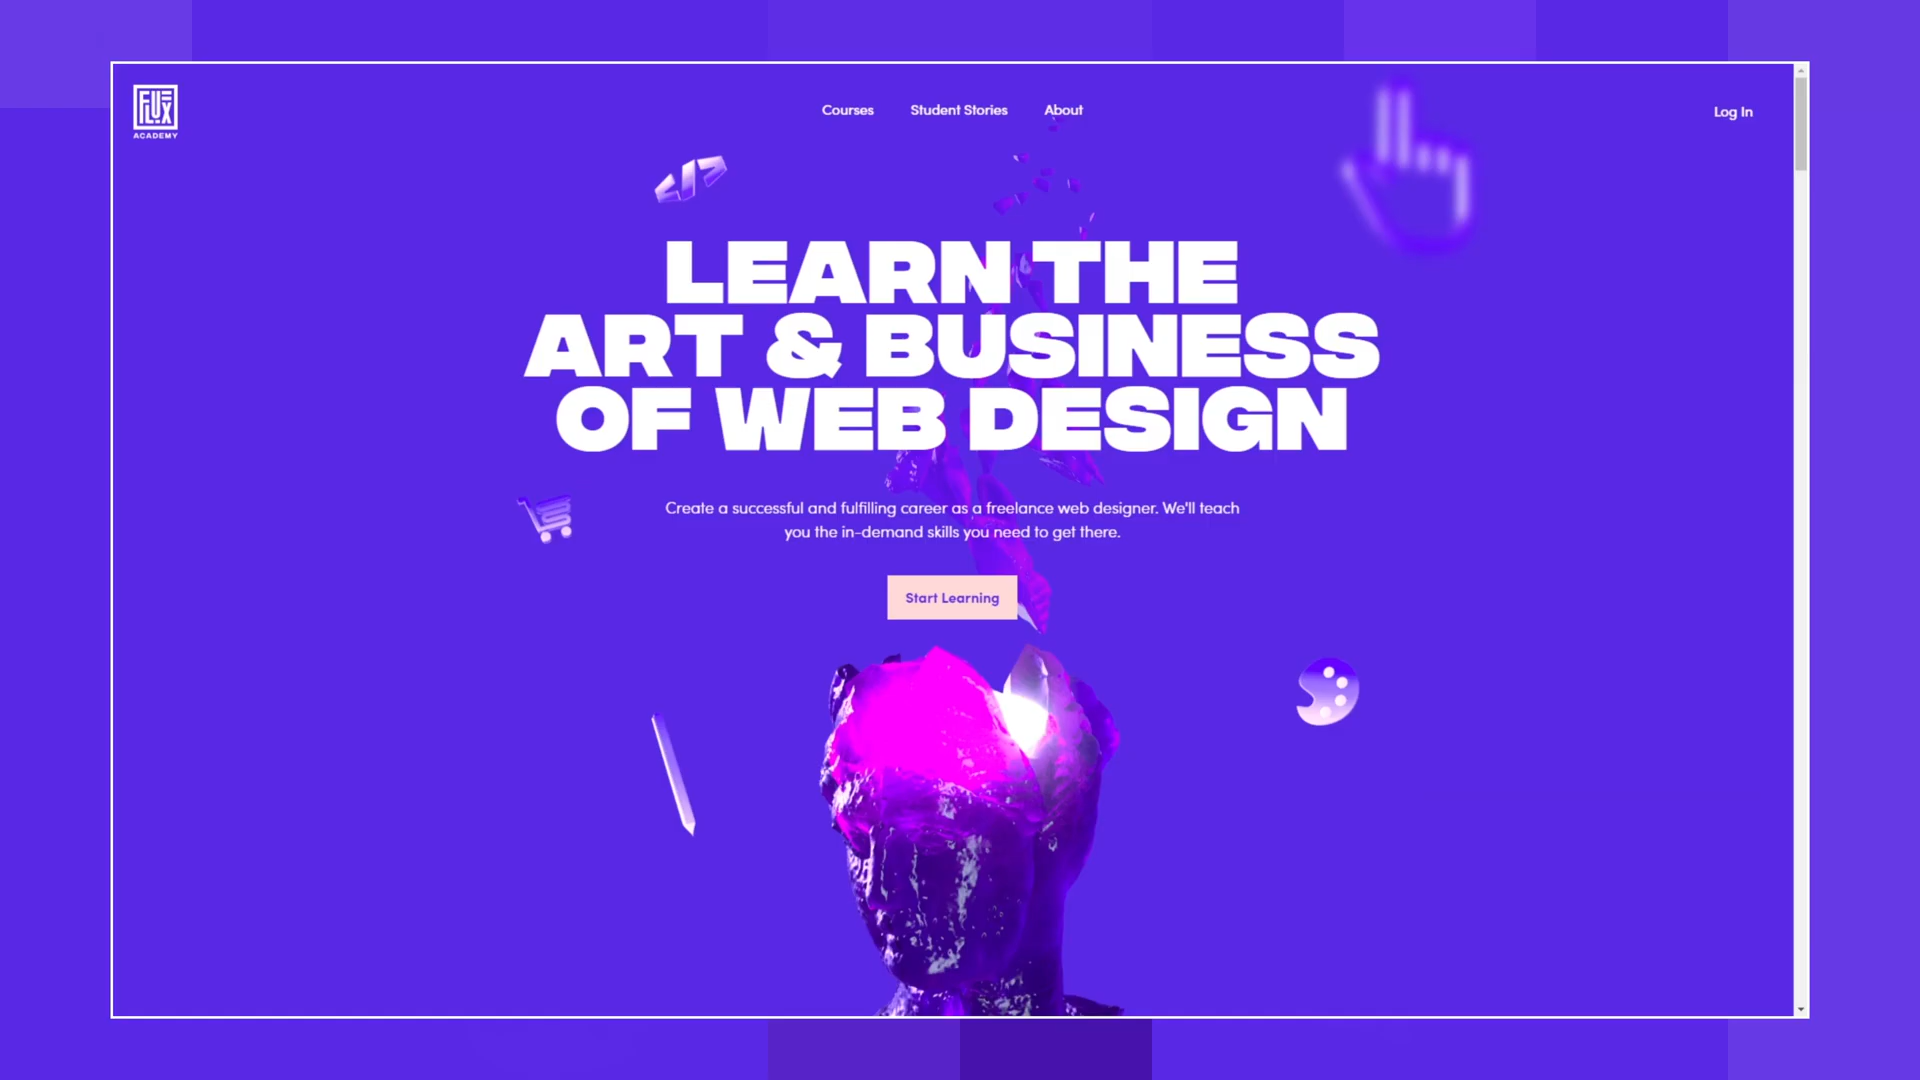 FLUX
ACADEMY
Courses
Student Stories
About
Log In
LEARN THE
ART & BUSINESS
OF WEB DESIGN
Create a successful and fulfilling career as a freelance web designer. We'll teach
you the in-demand skills you need to get there.
Start Learning